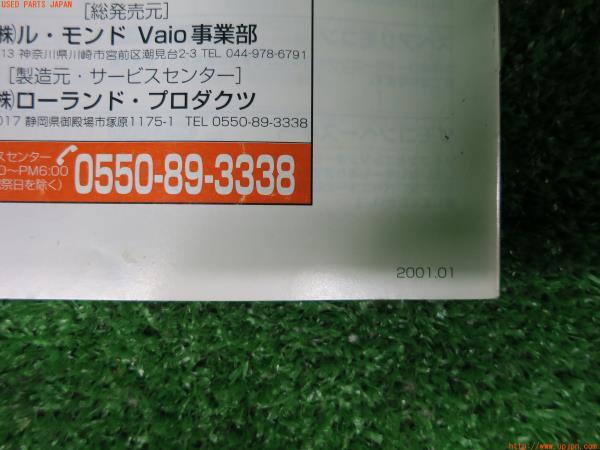 USED PARTS JAPAN
[総発売元]
㈱ル・モンド Vaio事業部
13 神奈川県川崎市宮前区潮見台2-3 TEL 044-978-6791
[製造元・サービスセンター]
㈱ローランド・プロダクツ
017 静岡県御殿場市塚原1175-1 TEL 0550-89-3338
スセンター
0〜PM6:00
祭日を除く)
0550-89-3338
2001.01
http://www.upjpn.com/